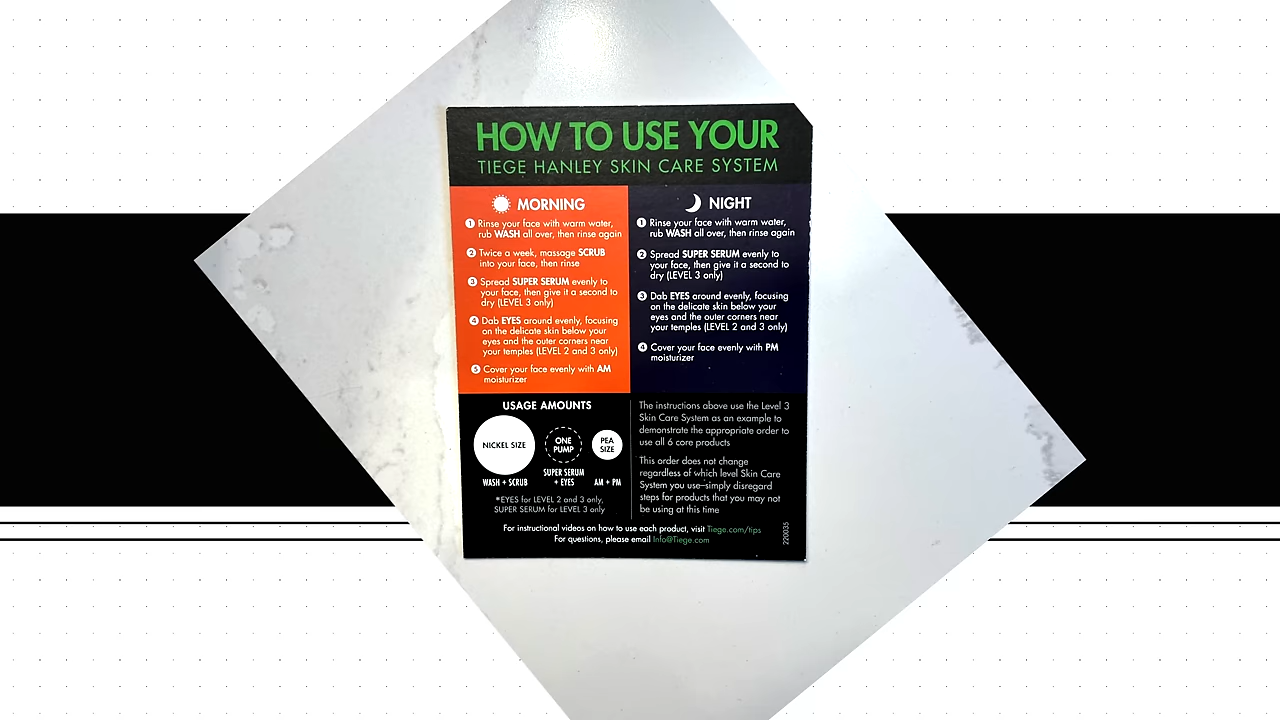 HOW TO USE YOUR
TIEGE HANLEY SKIN CARE SYSTEM
MORNING
1 Rinse your face with warm water,
rub WASH all over, then rinse again
2 Twice a week, massage SCRUB
into your face, then rinse
3 Spread SUPER SERUM evenly to
your face, then give it a second to
dry (LEVEL 3 only)
4 Dab EYES around evenly, focusing
on the delicate skin below your
eyes and the outer corners near
your temples (LEVEL 2 and 3 only)
5 Cover your face evenly with AM
moisturizer
NIGHT
1 Rinse your face with warm water,
rub WASH all over, then rinse again
2 Spread SUPER SERUM evenly to
your face, then give it a second to
dry (LEVEL 3 only)
3 Dab EYES around evenly, focusing
on the delicate skin below your
eyes and the outer corners near
your temples (LEVEL 2 and 3 only)
4 Cover your face evenly with PM
moisturizer
USAGE AMOUNTS
NICKEL SIZE
WASH + SCRUB
ONE
PUMP
SUPER SERUM
+ EYES
PEA
SIZE
AM + PM
*EYES for LEVEL 2 and 3 only,
SUPER SERUM for LEVEL 3 only
The instructions above use the Level 3
Skin Care System as an example to
demonstrate the appropriate order to
use all 6 core products
This order does not change
regardless of which level Skin Care
System you use—simply disregard
steps for products that you may not
be using at this time
For instructional videos on how to use each product, visit Tiege.com/tips
For questions, please email Info@Tiege.com
220035